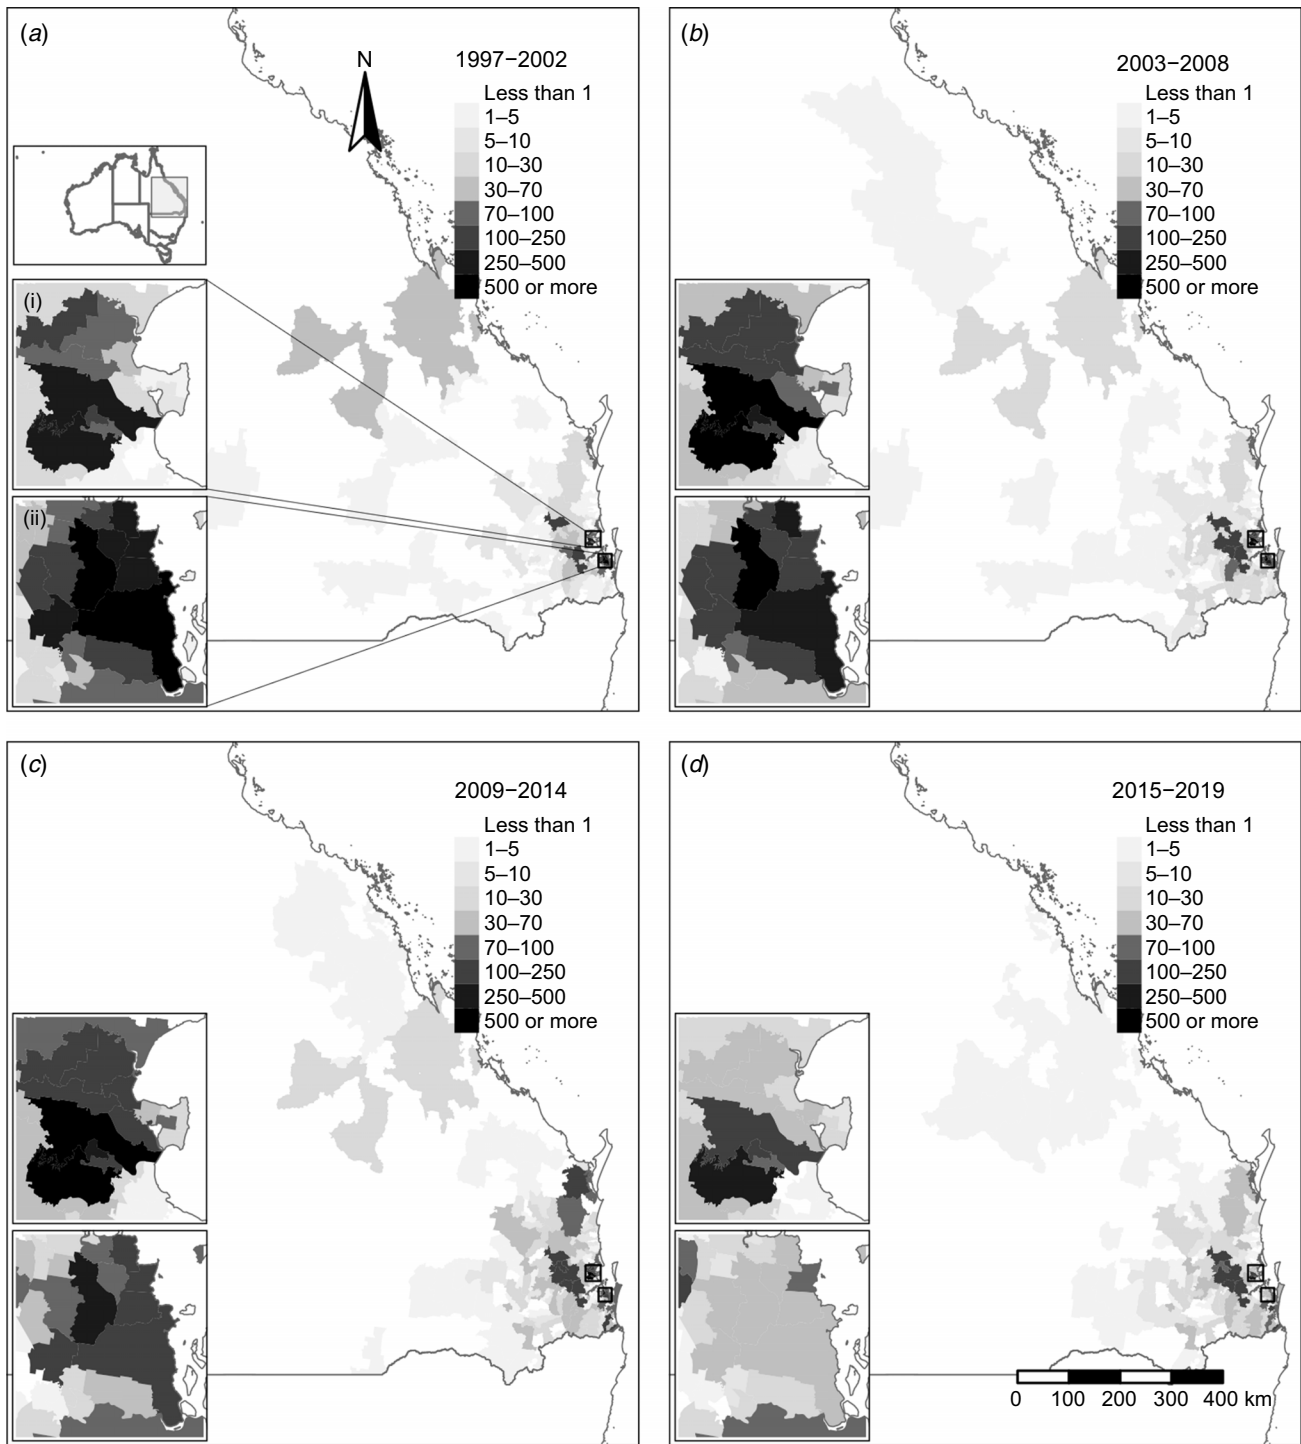 (a)
1997–2002
N
Less than 1
1–5
5–10
10–30
30–70
70–100
100–250
250–500
500 or more
(i)
(ii)
(b)
2003–2008
Less than 1
1–5
5–10
10–30
30–70
70–100
100–250
250–500
500 or more
(c)
2009–2014
Less than 1
1–5
5–10
10–30
30–70
70–100
100–250
250–500
500 or more
(d)
2015–2019
Less than 1
1–5
5–10
10–30
30–70
70–100
100–250
250–500
500 or more
0 100 200 300 400 km